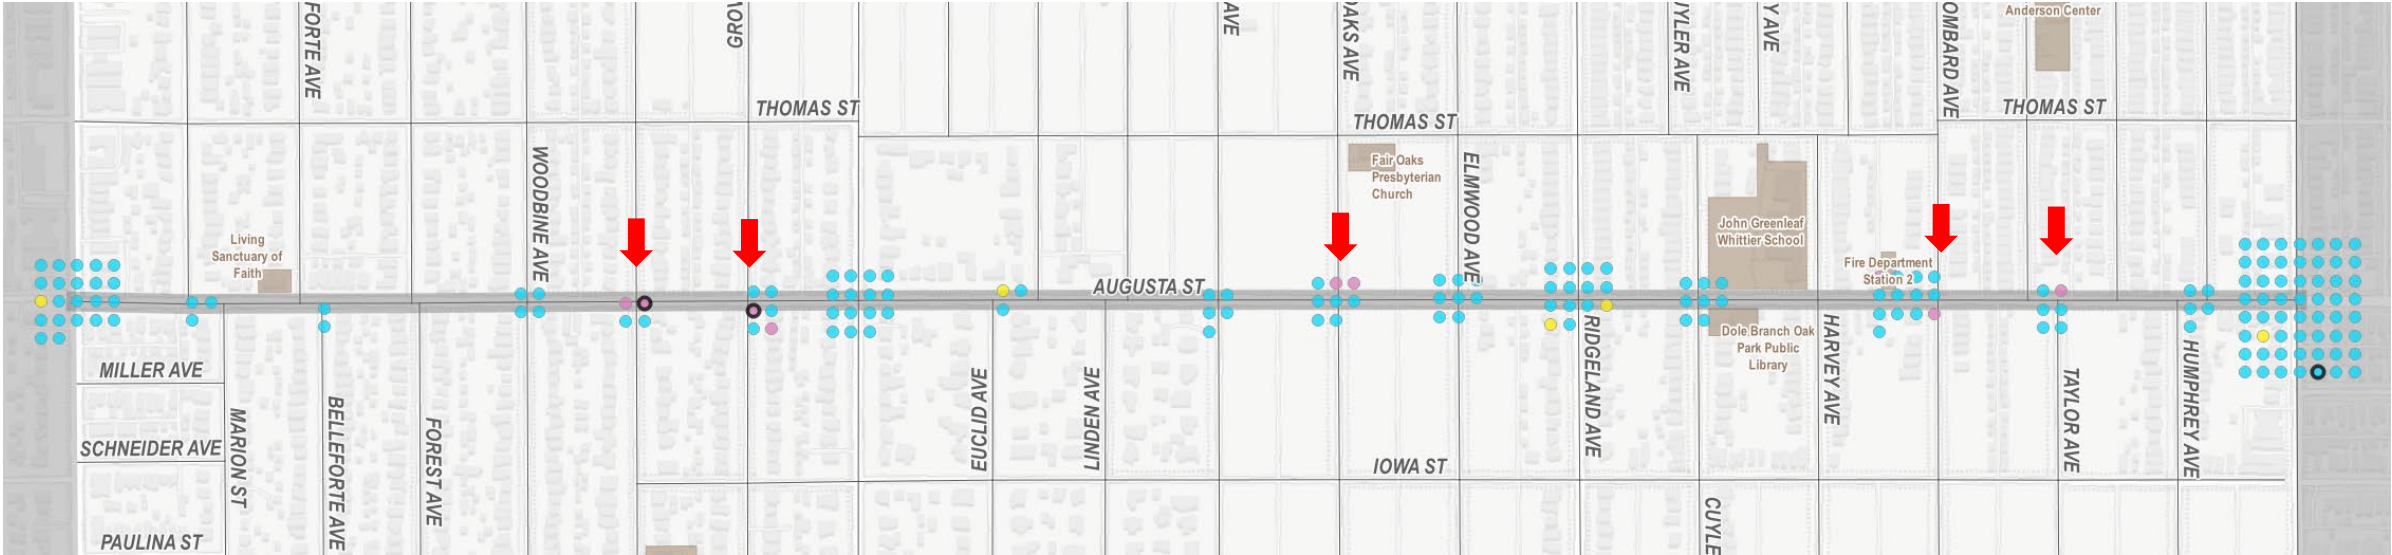 FORTE AVE
GROV
AVE
OAKS AVE
UYLER AVE
Y AVE
OMBARD AVE
Anderson Center
THOMAS ST
THOMAS ST
THOMAS ST
WOODBINE AVE
Fair Oaks
Presbyterian
Church
ELMWOOD AVE
Living
Sanctuary of
Faith
John Greenleaf
Whittier School
Fire Department
Station 2
AUGUSTA ST
Dole Branch Oak
Park Public
Library
RIDGELAND AVE
HARVEY AVE
HUMPHREY AVE
TAYLOR AVE
MILLER AVE
MARION ST
BELLEFORTE AVE
FOREST AVE
EUCLID AVE
LINDEN AVE
SCHNEIDER AVE
IOWA ST
CUYLE
PAULINA ST